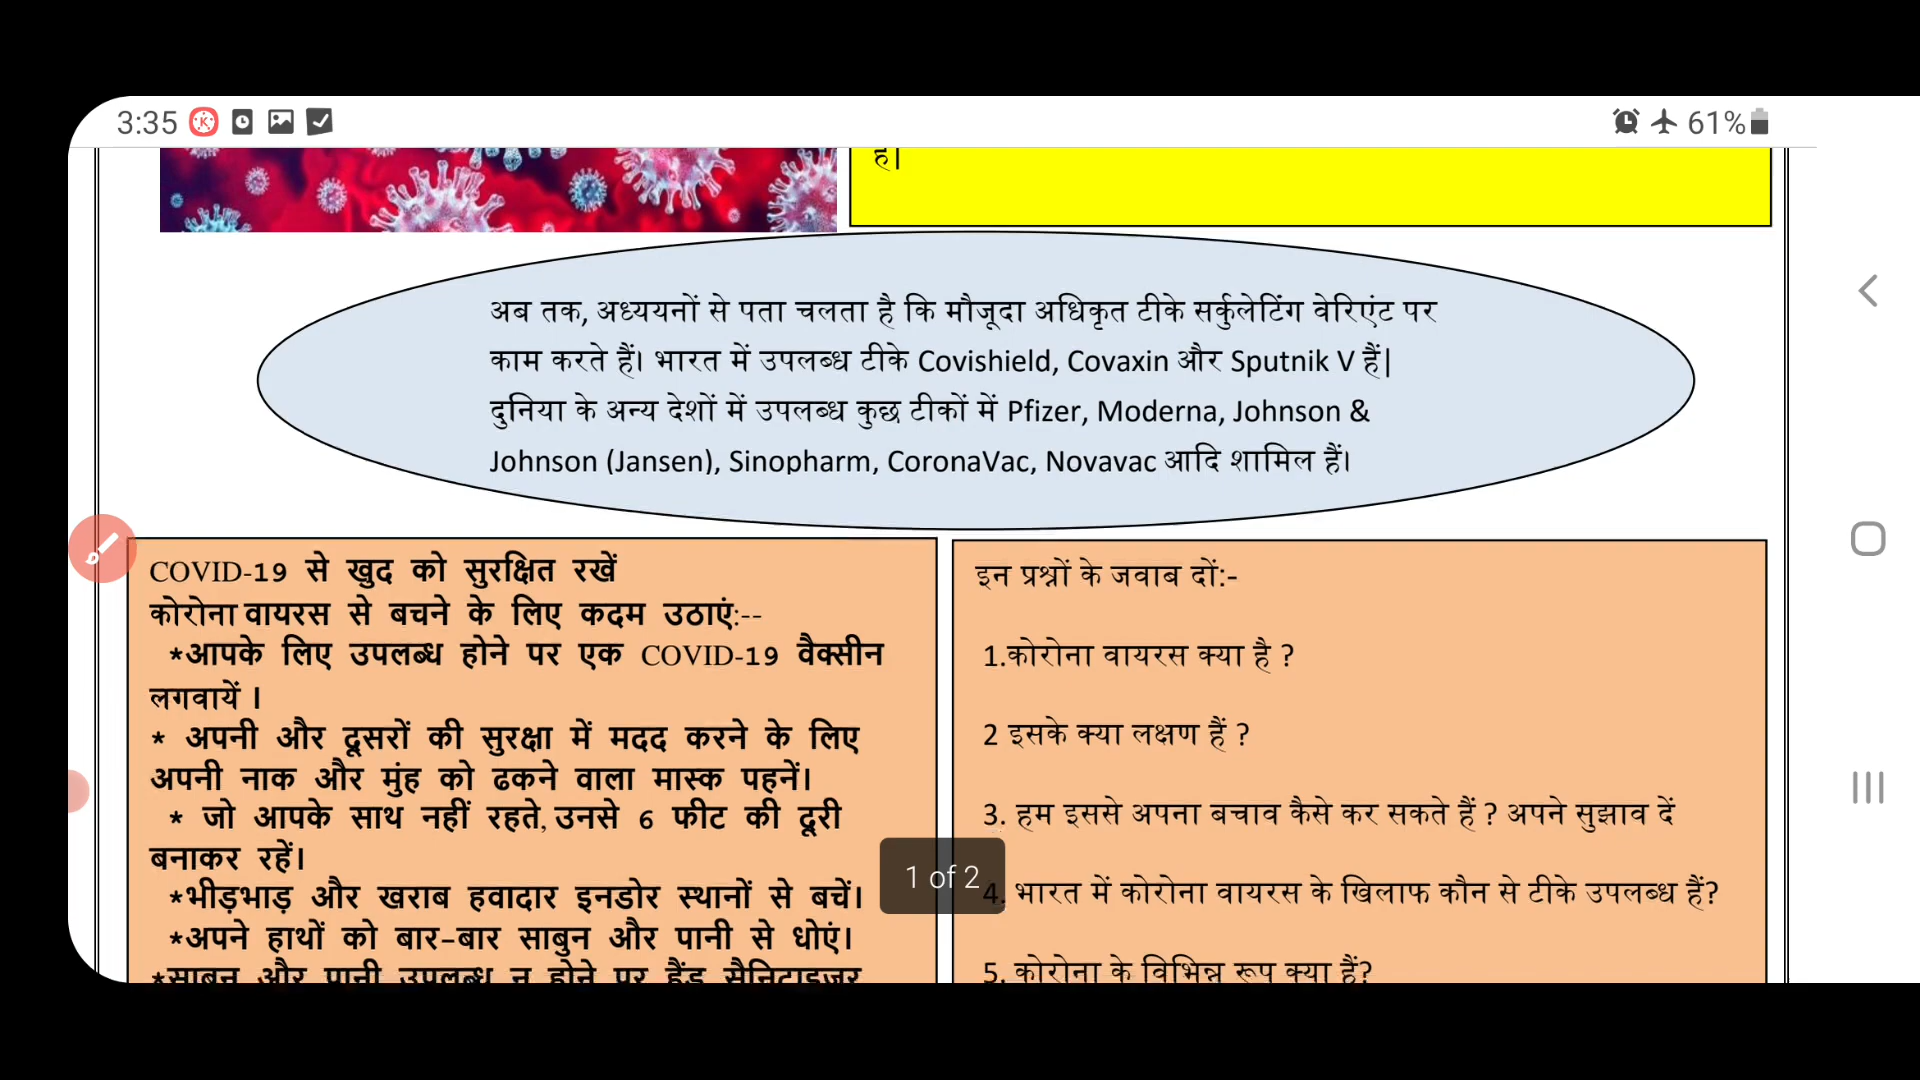 3:35
61%
है|
अब तक, अध्ययनों से पता चलता है कि मौजूदा अधिकृत टीके सर्कुलेटिंग वेरिएंट पर
काम करते हैं। भारत में उपलब्ध टीके Covishield, Covaxin और Sputnik V हैं|
दुनिया के अन्य देशों में उपलब्ध कुछ टीकों में Pfizer, Moderna, Johnson &
Johnson (Jansen), Sinopharm, CoronaVac, Novavac आदि शामिल हैं।
COVID-19 से खुद को सुरक्षित रखें
कोरोना वायरस से बचने के लिए कदम उठाएं:--
*आपके लिए उपलब्ध होने पर एक COVID-19 वैक्सीन
लगवायें ।
* अपनी और दूसरों की सुरक्षा में मदद करने के लिए
अपनी नाक और मुंह को ढकने वाला मास्क पहनें।
* जो आपके साथ नहीं रहते, उनसे 6 फीट की दूरी
बनाकर रहें।
*भीड़भाड़ और खराब हवादार इनडोर स्थानों से बचें।
*अपने हाथों को बार-बार साबुन और पानी से धोएं।
*साबुन और पानी उपलब्ध न होने पर हैंड सैनिटाइजर
इन प्रश्नों के जवाब दों:-
1.कोरोना वायरस क्या है ?
2 इसके क्या लक्षण हैं ?
3. हम इससे अपना बचाव कैसे कर सकते हैं ? अपने सुझाव दें
4. भारत में कोरोना वायरस के खिलाफ कौन से टीके उपलब्ध हैं?
5. कोरोना के विभिन्न रूप क्या हैं?
1 of 2